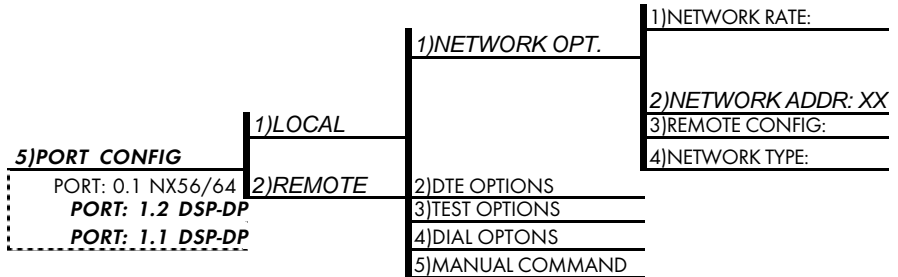 5)PORT CONFIG
PORT: 0.1 NX56/64
PORT: 1.2 DSP-DP
PORT: 1.1 DSP-DP
1)LOCAL
2)REMOTE
1)NETWORK OPT.
2)DTE OPTIONS
3)TEST OPTIONS
4)DIAL OPTONS
5)MANUAL COMMAND
1)NETWORK RATE:
2)NETWORK ADDR: XX
3)REMOTE CONFIG:
4)NETWORK TYPE: